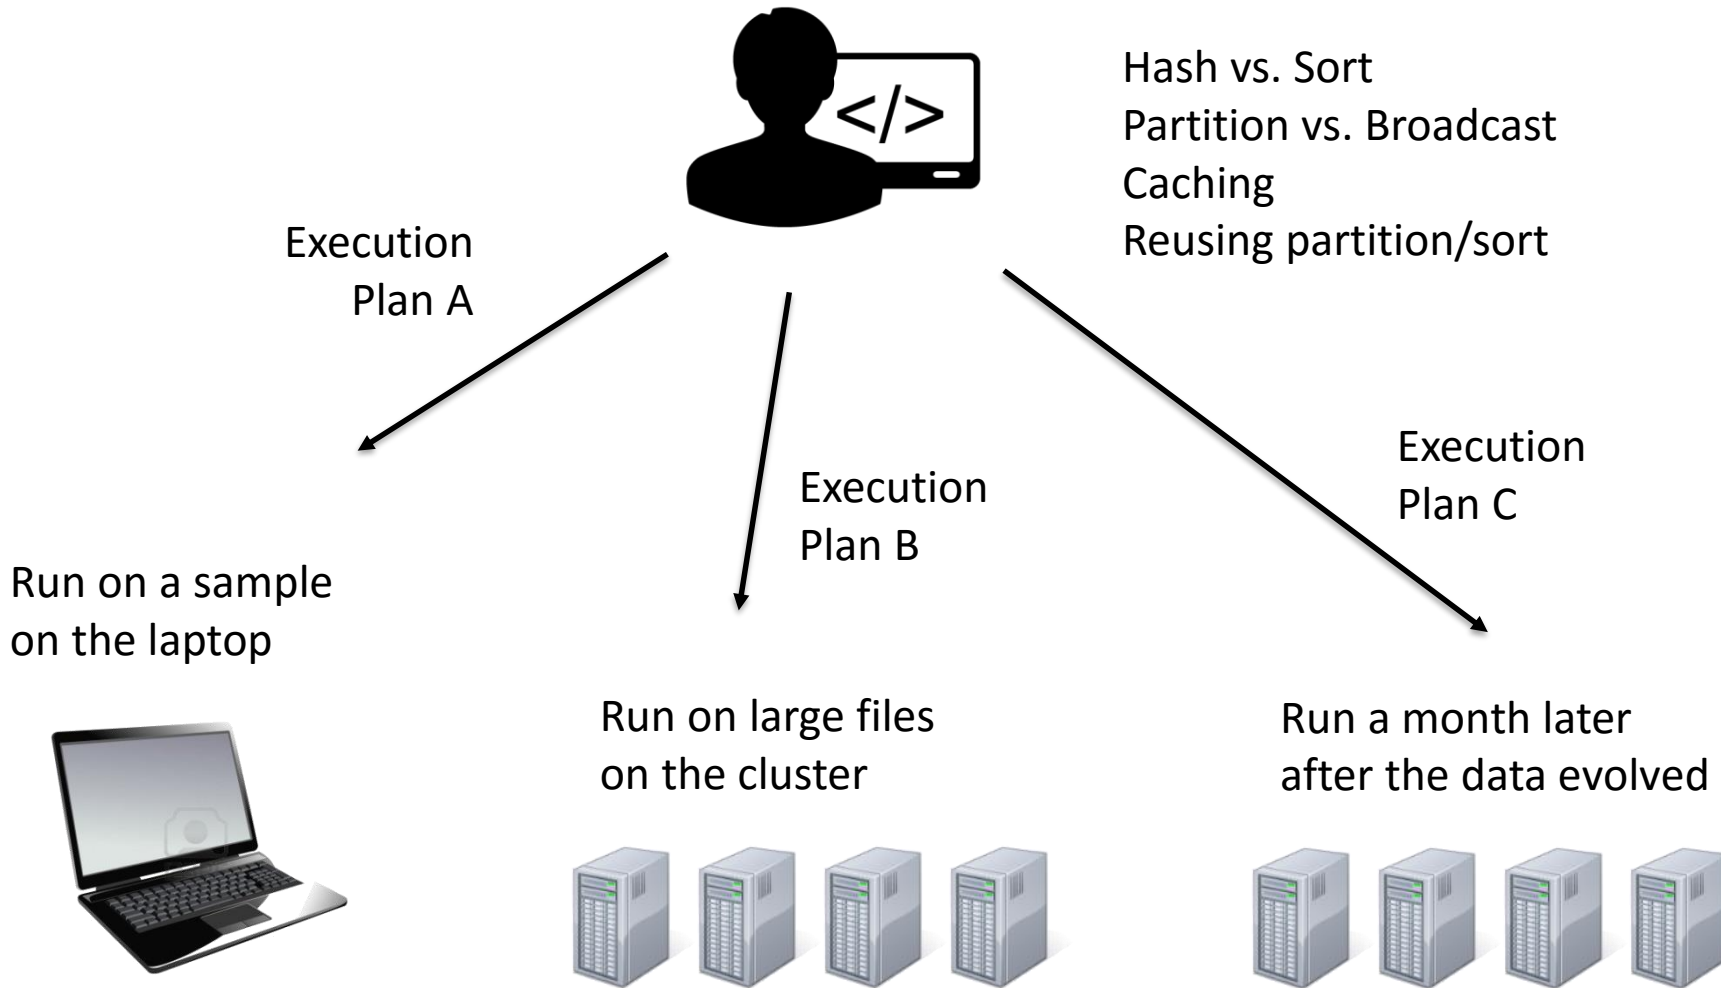 </>
Hash vs. Sort
Partition vs. Broadcast
Caching
Reusing partition/sort
Execution
Plan A
Execution
Plan B
Execution
Plan C
Run on a sample
on the laptop
Run on large files
on the cluster
Run a month later
after the data evolved